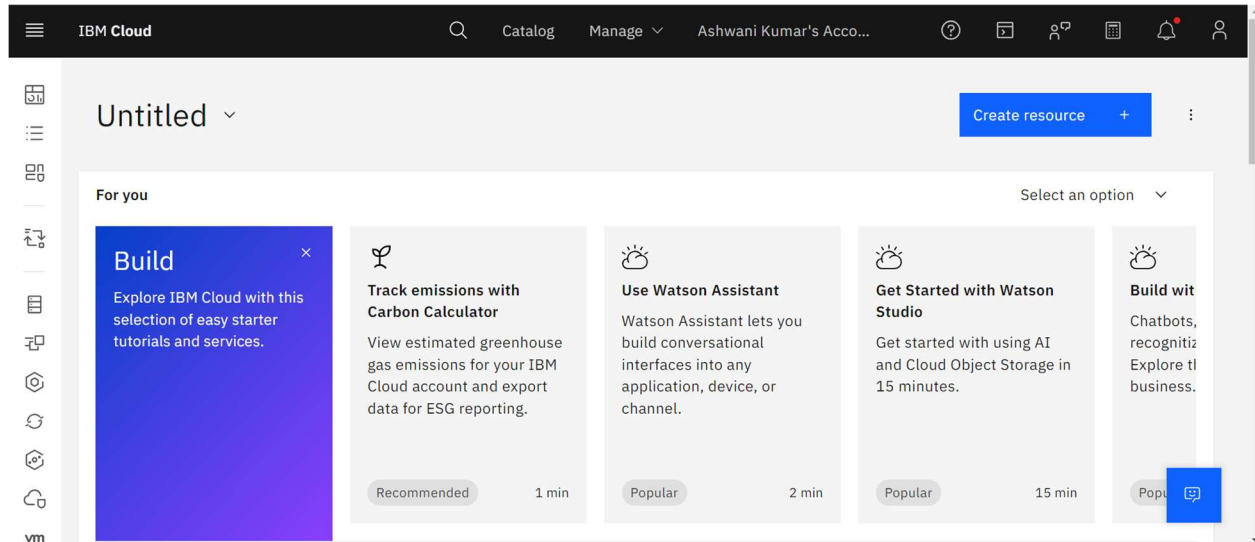 IBM Cloud
Catalog
Manage
Ashwani Kumar's Acco...
Untitled
Create resource +
For you
Select an option
Build
Explore IBM Cloud with this
selection of easy starter
tutorials and services.
Track emissions with
Carbon Calculator
View estimated greenhouse
gas emissions for your IBM
Cloud account and export
data for ESG reporting.
Recommended
1 min
Use Watson Assistant
Watson Assistant lets you
build conversational
interfaces into any
application, device, or
channel.
Popular
2 min
Get Started with Watson
Studio
Get started with using AI
and Cloud Object Storage in
15 minutes.
Popular
15 min
Build wit
Chatbots,
recognitiz
Explore th
business.
Popu
vm